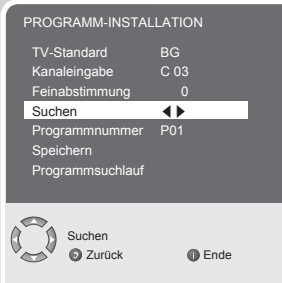 PROGRAMM-INSTALLATION
TV-Standard BG
Kanaleingabe C 03
Feinabstimmung 0
Suchen
Programmnummer P01
Speichern
Programmsuchlauf
Suchen
Zurück
i Ende